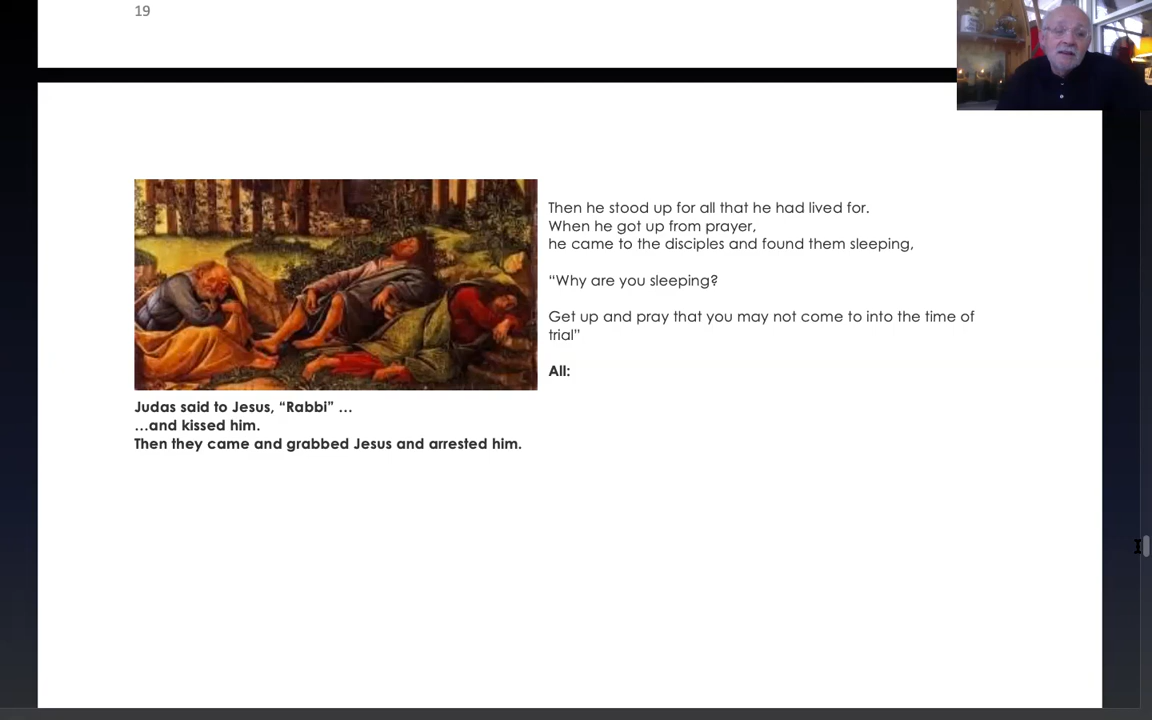 19
Then he stood up for all that he had lived for.
When he got up from prayer,
he came to the disciples and found them sleeping,
“Why are you sleeping?
Get up and pray that you may not come to into the time of
trial”
All:
Judas said to Jesus, “Rabbi” …
…and kissed him.
Then they came and grabbed Jesus and arrested him.